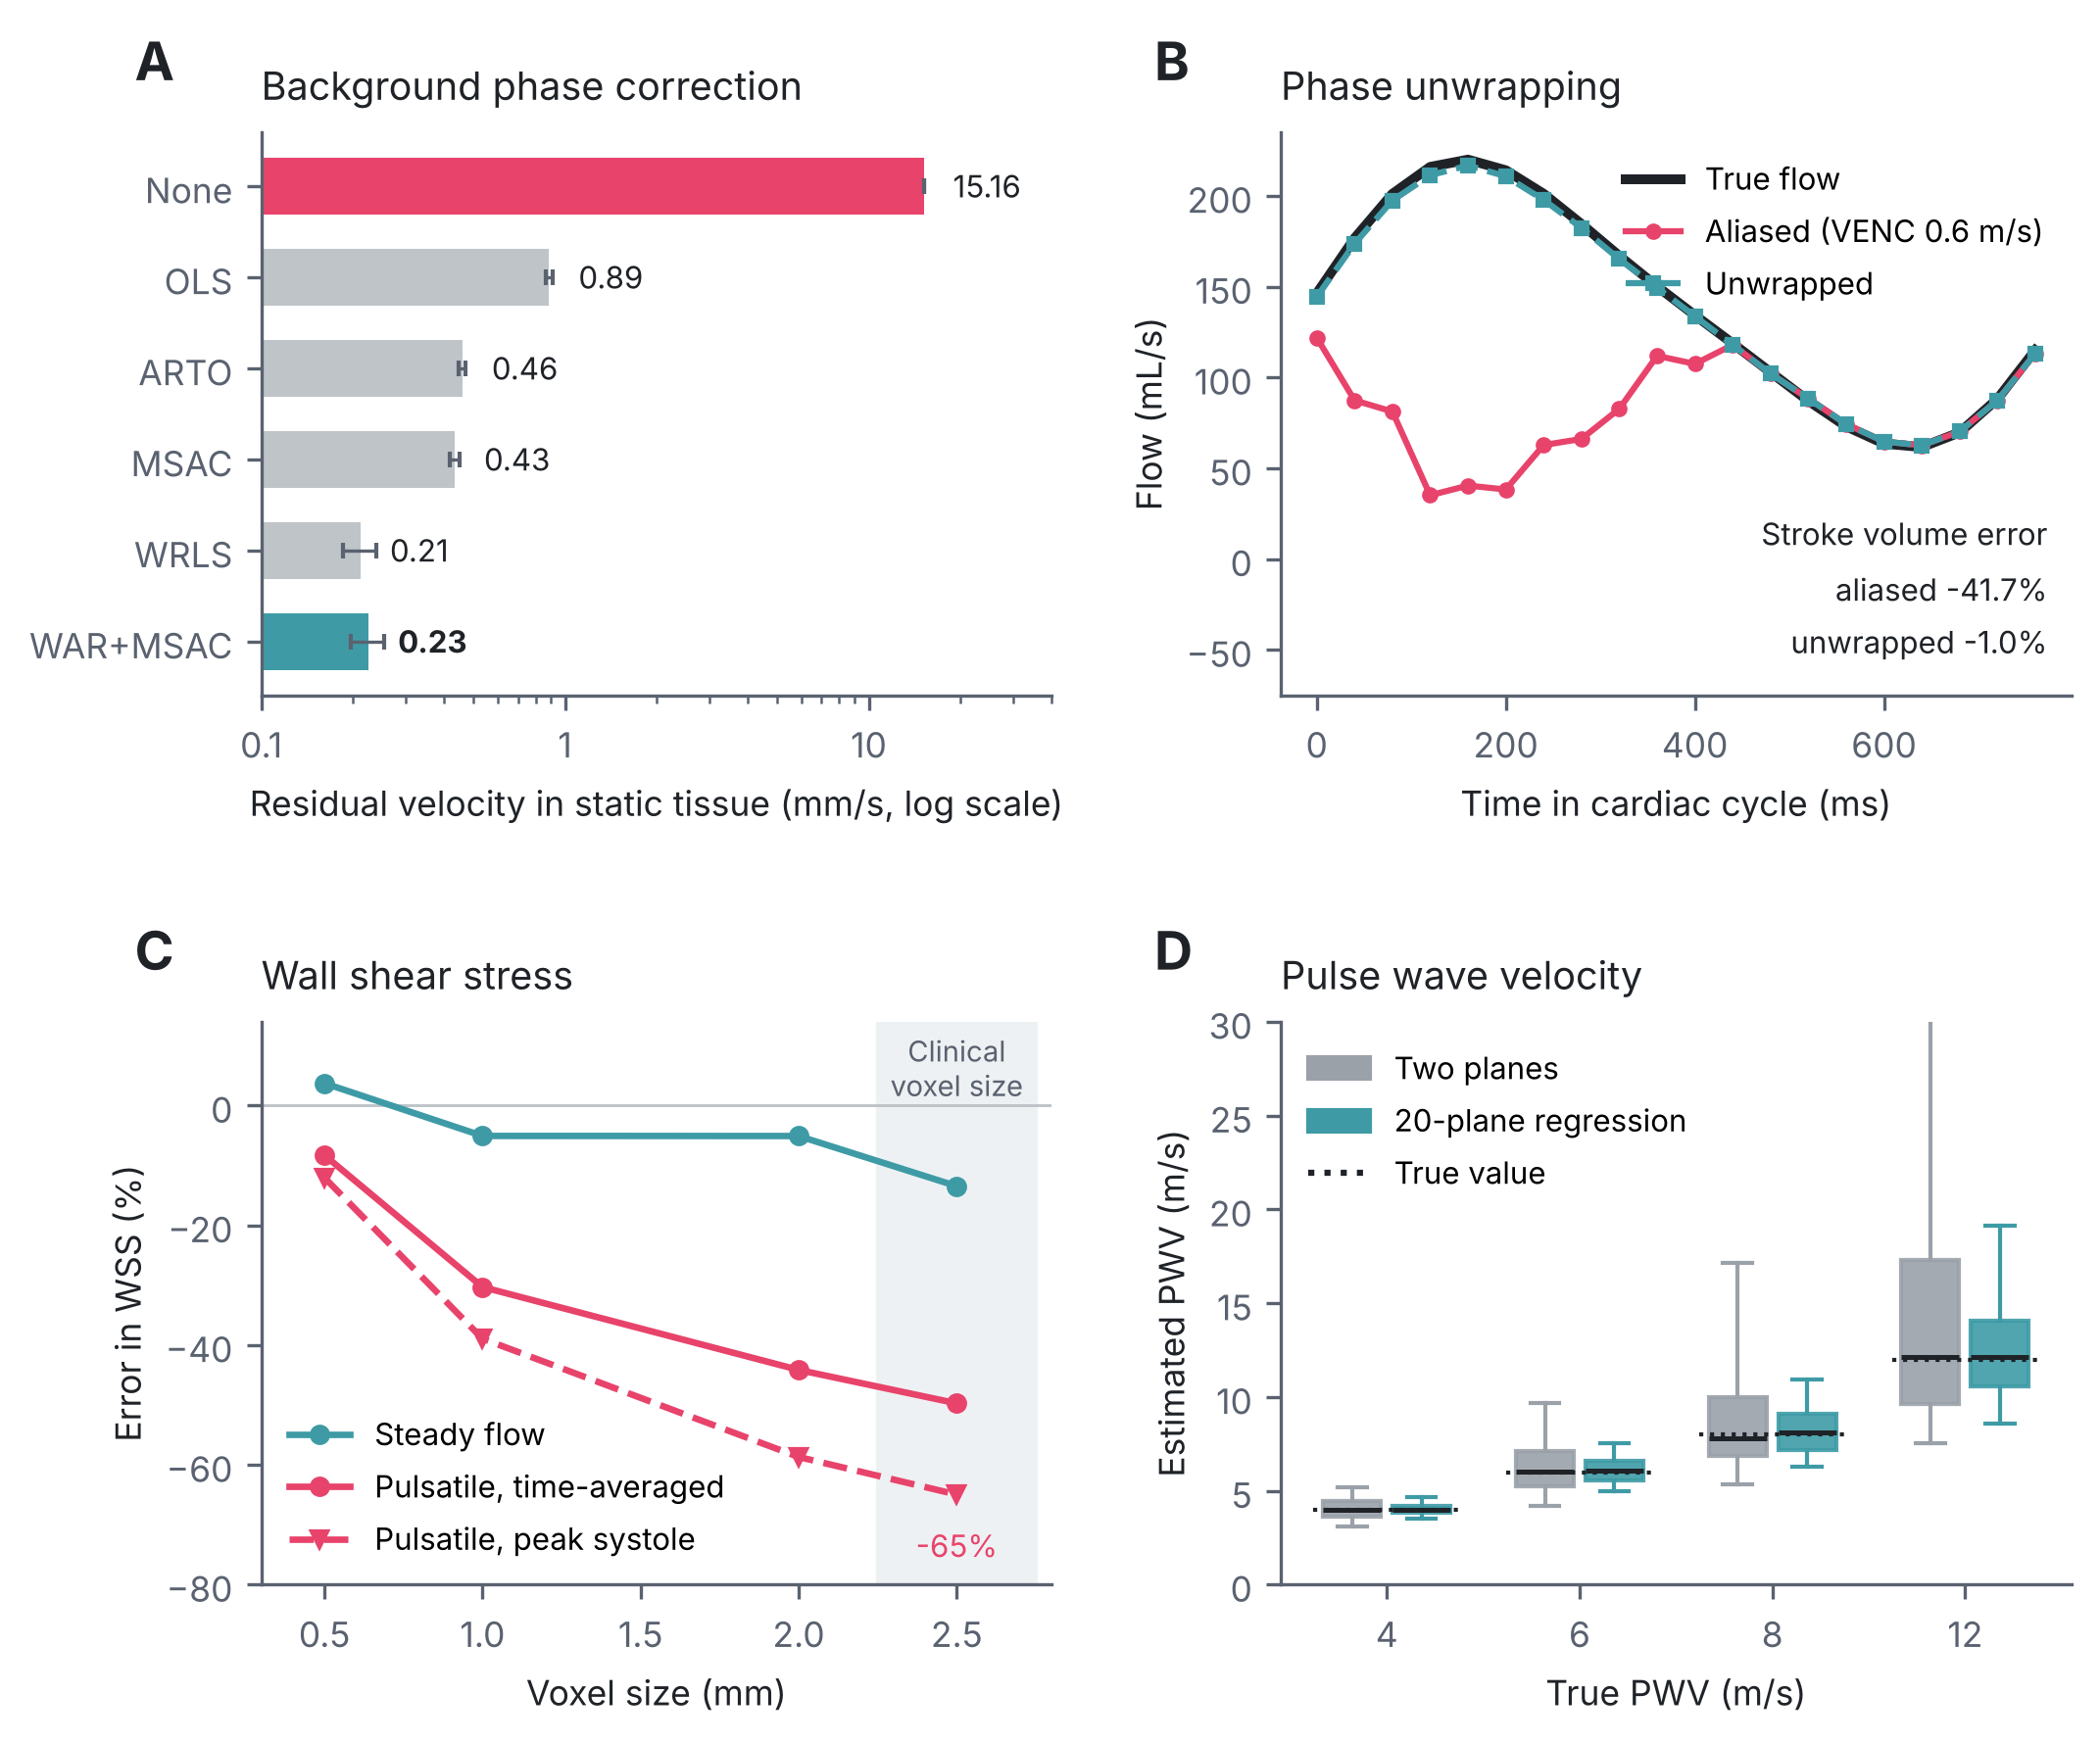 A
Background phase correction
None
15.16
OLS
0.89
ARTO
0.46
MSAC
0.43
WRLS
0.21
WAR+MSAC
0.23
0.1
1
10
Residual velocity in static tissue (mm/s, log scale)
B
Phase unwrapping
True flow
Aliased (VENC 0.6 m/s)
Unwrapped
200
150
100
50
0
−50
Flow (mL/s)
Stroke volume error
aliased -41.7%
unwrapped -1.0%
0
200
400
600
Time in cardiac cycle (ms)
C
Wall shear stress
Clinical
voxel size
0
−20
−40
−60
−80
Error in WSS (%)
Steady flow
Pulsatile, time-averaged
Pulsatile, peak systole
-65%
0.5
1.0
1.5
2.0
2.5
Voxel size (mm)
D
Pulse wave velocity
30
25
20
15
10
5
0
Estimated PWV (m/s)
Two planes
20-plane regression
True value
4
6
8
12
True PWV (m/s)